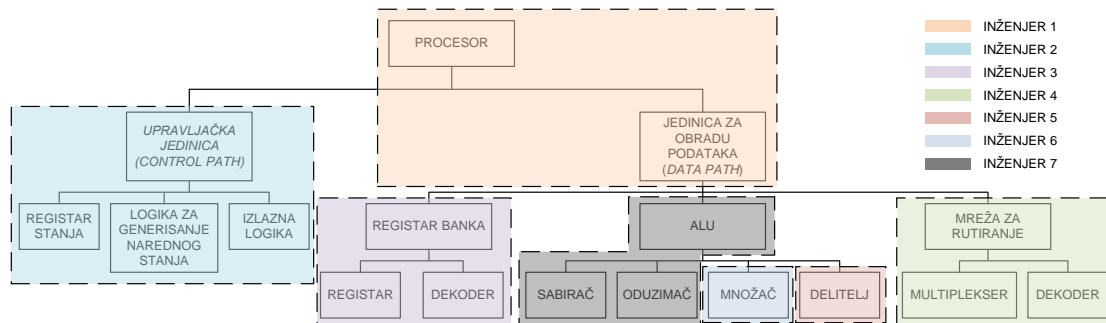 PROCESOR
INŽENJER 1
INŽENJER 2
INŽENJER 3
INŽENJER 4
INŽENJER 5
INŽENJER 6
INŽENJER 7
UPRAVLJAČKA
JEDINICA
(CONTROL PATH)
JEDINICA ZA
OBRADU
PODATAKA
(DATA PATH)
REGISTAR
STANJA
LOGIKA ZA
GENERISANJE
NAREDNOG
STANJA
IZLAZNA
LOGIKA
REGISTAR BANKA
ALU
MREŽA ZA
RUTIRANJE
REGISTAR
DEKODER
SABIRAČ
ODUZIMAČ
MNOŽAČ
DELITELJ
MULTIPLEKSER
DEKODER